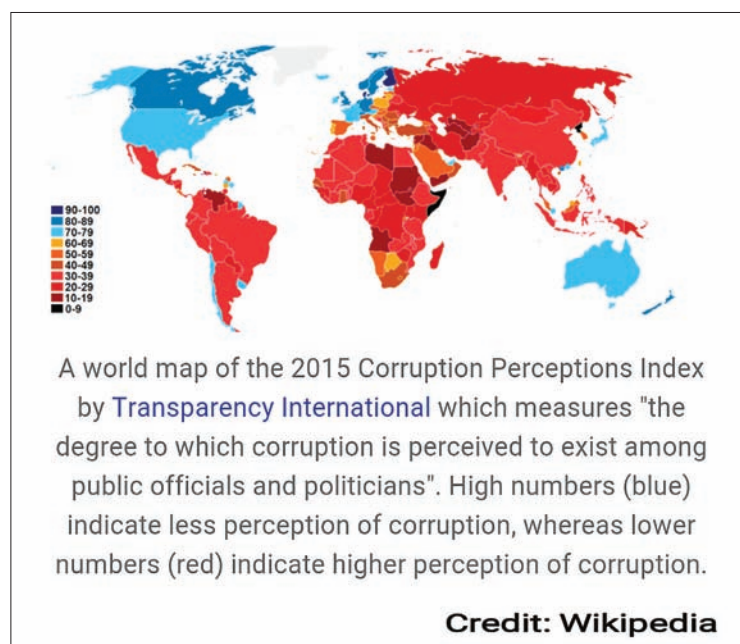 90-100
80-89
70-79
60-69
50-59
40-49
30-39
20-29
10-19
0-9
A world map of the 2015 Corruption Perceptions Index
by Transparency International which measures "the
degree to which corruption is perceived to exist among
public officials and politicians". High numbers (blue)
indicate less perception of corruption, whereas lower
numbers (red) indicate higher perception of corruption.
Credit: Wikipedia